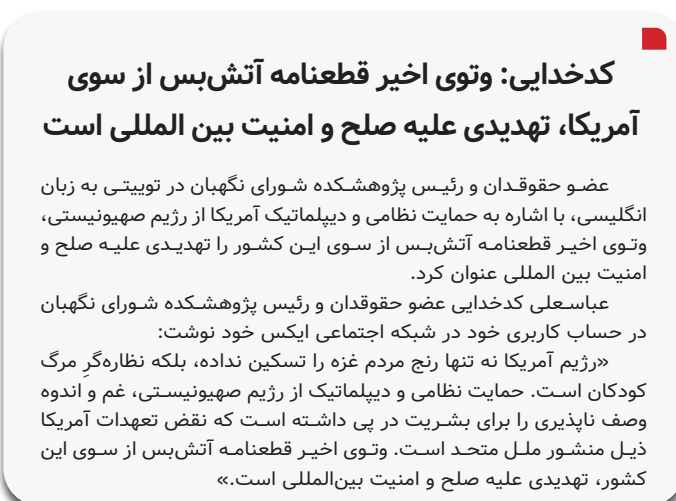 کدخدایی: وتوی اخیر قطعنامه آتش‌بس از سوی
آمریکا، تهدیدی علیه صلح و امنیت بین المللی است
عضو حقوقدان و رئیس پژوهشکده شورای نگهبان در توییتی به زبان
انگلیسی، با اشاره به حمایت نظامی و دیپلماتیک آمریکا از رژیم صهیونیستی،
وتوی اخیر قطعنامه آتش‌بس از سوی این کشور را تهدیدی علیه صلح و
امنیت بین المللی عنوان کرد.
عباسعلی کدخدایی عضو حقوقدان و رئیس پژوهشکده شورای نگهبان
در حساب کاربری خود در شبکه اجتماعی ایکس خود نوشت:
«رژیم آمریکا نه تنها رنج مردم غزه را تسکین نداده، بلکه نظاره‌گرِ مرگ
کودکان است. حمایت نظامی و دیپلماتیک از رژیم صهیونیستی، غم و اندوه
وصف ناپذیری را برای بشریت در پی داشته است که نقض تعهدات آمریکا
ذیل منشور ملل متحد است. وتوی اخیر قطعنامه آتش‌بس از سوی این
کشور، تهدیدی علیه صلح و امنیت بین‌المللی است.»